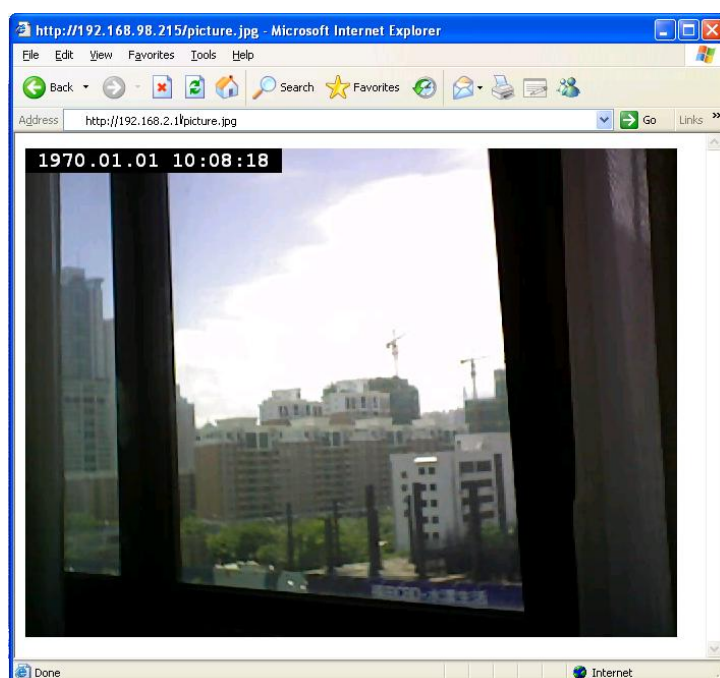 http://192.168.98.215/picture.jpg - Microsoft Internet Explorer
File Edit View Favorites Tools Help
Back Search Favorites
Address http://192.168.2.1/picture.jpg Go Links »
1970.01.01 10:08:18
Done Internet